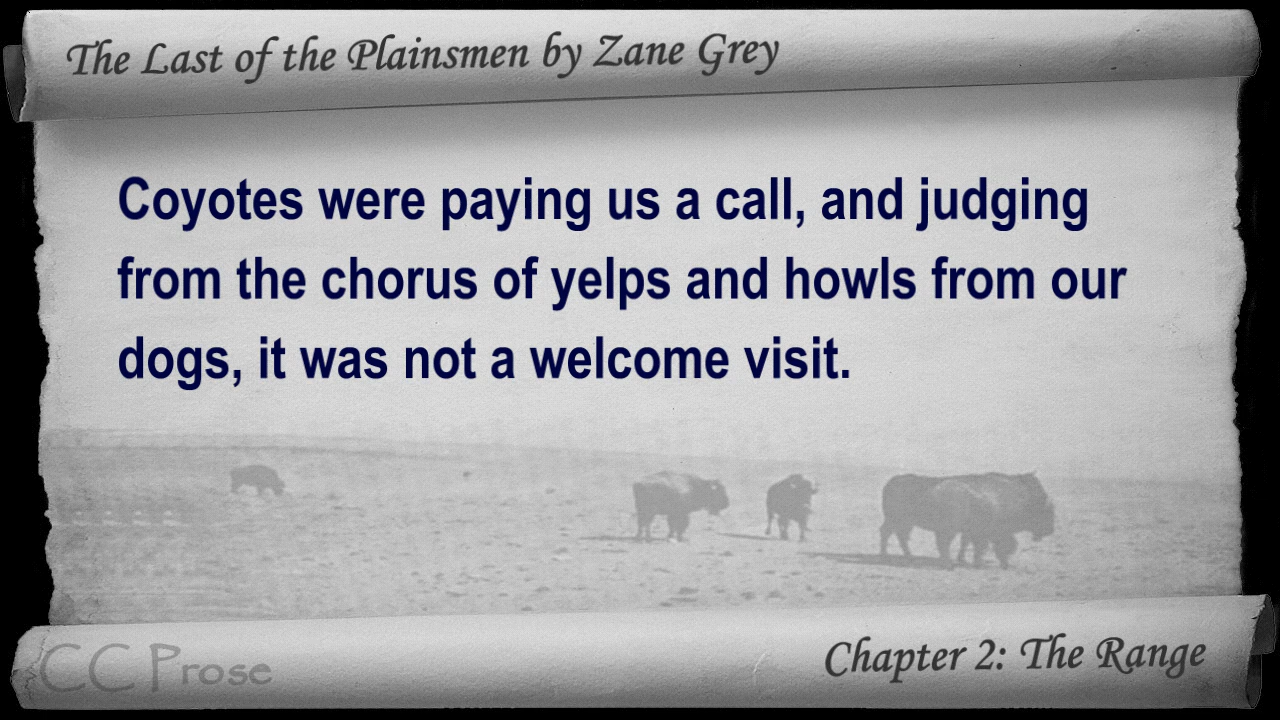 The Last of the Plainsmen by Zane Grey
Coyotes were paying us a call, and judging
from the chorus of yelps and howls from our
dogs, it was not a welcome visit.
CC Prose
Chapter 2: The Range